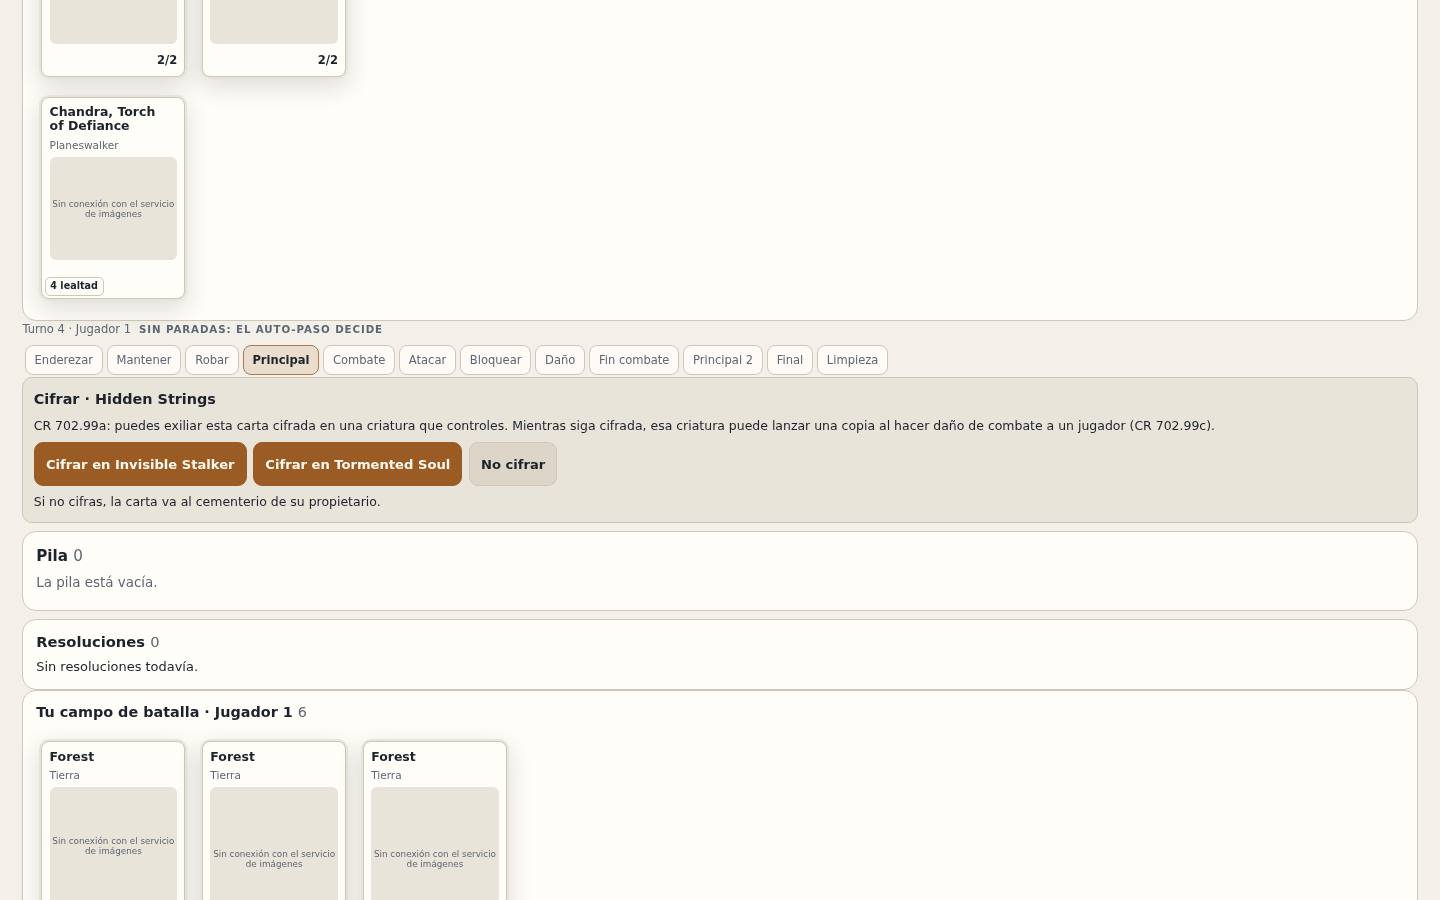 2/2
2/2
Chandra, Torch
of Defiance
Planeswalker
Sin conexión con el servicio
de imágenes
4 lealtad
Turno 4 · Jugador 1 SIN PARADAS: EL AUTO-PASO DECIDE
Enderezar Mantener Robar Principal Combate Atacar Bloquear Daño Fin combate Principal 2 Final Limpieza
Cifrar · Hidden Strings
CR 702.99a: puedes exiliar esta carta cifrada en una criatura que controles. Mientras siga cifrada, esa criatura puede lanzar una copia al hacer daño de combate a un jugador (CR 702.99c).
Cifrar en Invisible Stalker Cifrar en Tormented Soul No cifrar
Si no cifras, la carta va al cementerio de su propietario.
Pila 0
La pila está vacía.
Resoluciones 0
Sin resoluciones todavía.
Tu campo de batalla · Jugador 1 6
Forest
Tierra
Sin conexión con el servicio
de imágenes
Forest
Tierra
Sin conexión con el servicio
de imágenes
Forest
Tierra
Sin conexión con el servicio
de imágenes